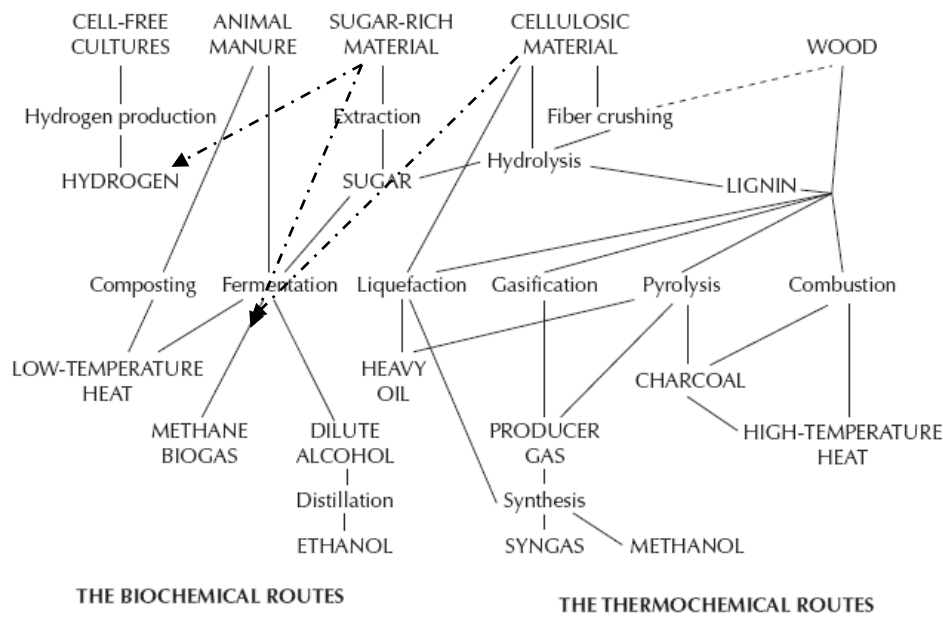 CELL-FREE
CULTURES
ANIMAL
MANURE
SUGAR-RICH
MATERIAL
CELLULOSIC
MATERIAL
WOOD
Hydrogen production
Extraction
Fiber crushing
Hydrolysis
HYDROGEN
SUGAR
LIGNIN
Composting
Fermentation
Liquefaction
Gasification
Pyrolysis
Combustion
LOW-TEMPERATURE
HEAT
HEAVY
OIL
CHARCOAL
METHANE
BIOGAS
DILUTE
ALCOHOL
PRODUCER
GAS
HIGH-TEMPERATURE
HEAT
Distillation
Synthesis
ETHANOL
SYNGAS
METHANOL
THE BIOCHEMICAL ROUTES
THE THERMOCHEMICAL ROUTES